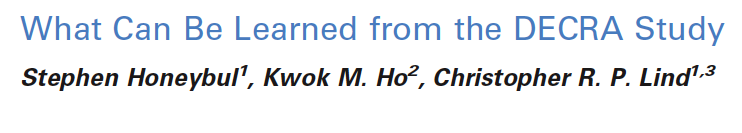 What Can Be Learned from the DECRA Study
Stephen Honeybul¹, Kwok M. Ho², Christopher R. P. Lind¹,³